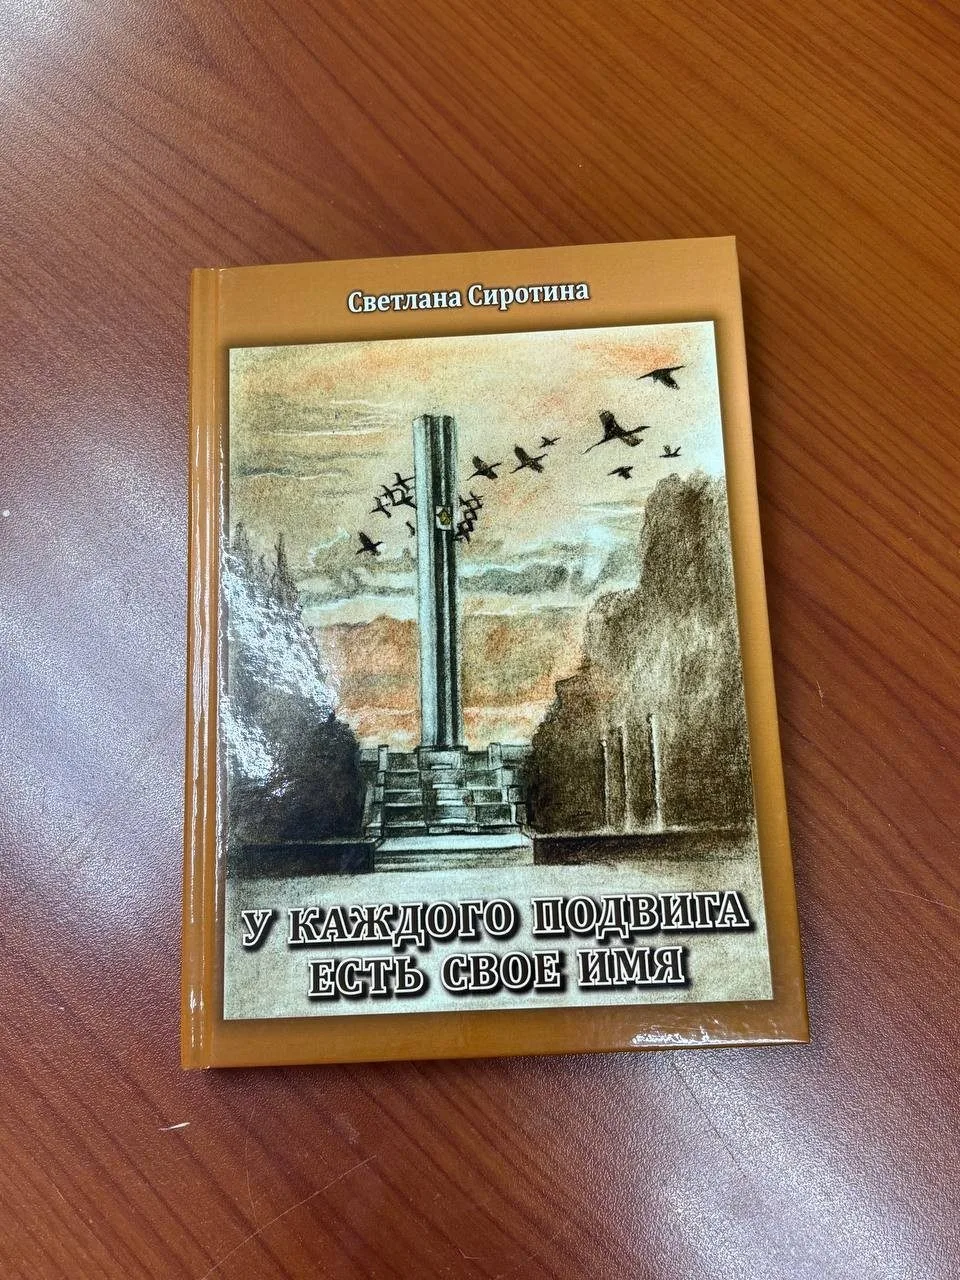 Светлана Сиротина
У КАЖДОГО ПОДВИГА
ЕСТЬ СВОЕ ИМЯ